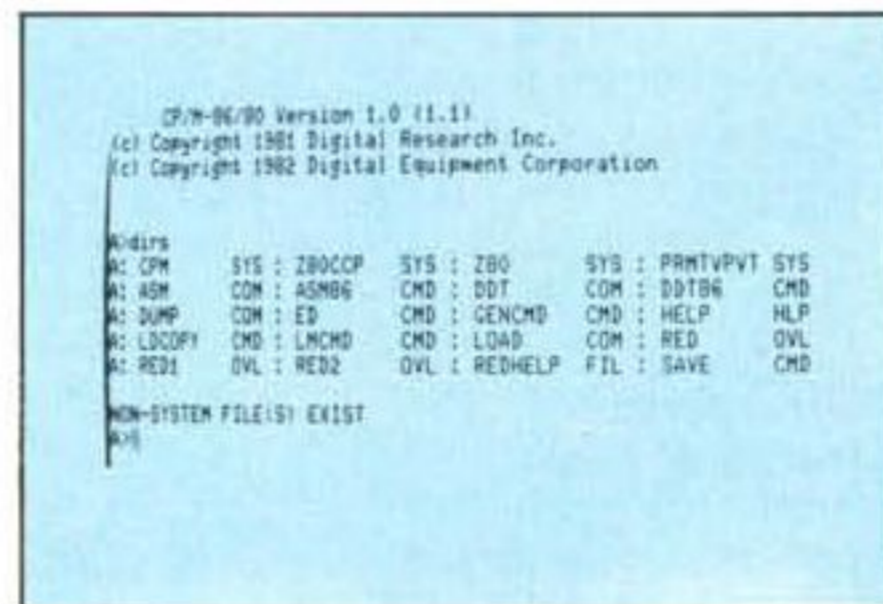 CP/M-86/80 Version 1.0 (1.1)
(c) Copyright 1981 Digital Research Inc.
(c) Copyright 1982 Digital Equipment Corporation
A>dirs
A: CPM SYS : Z80CCP SYS : Z80 SYS : PRMTVPVT SYS
A: ASM COM : ASM86 CMD : DDT COM : DDT86 CMD
A: DUMP COM : ED CMD : GENCMD CMD : HELP HLP
A: LDCOPY CMD : LMCMD CMD : LOAD COM : RED OVL
A: RED1 OVL : RED2 OVL : REDHELP FIL : SAVE CMD
NON-SYSTEM FILE(S) EXIST
A>